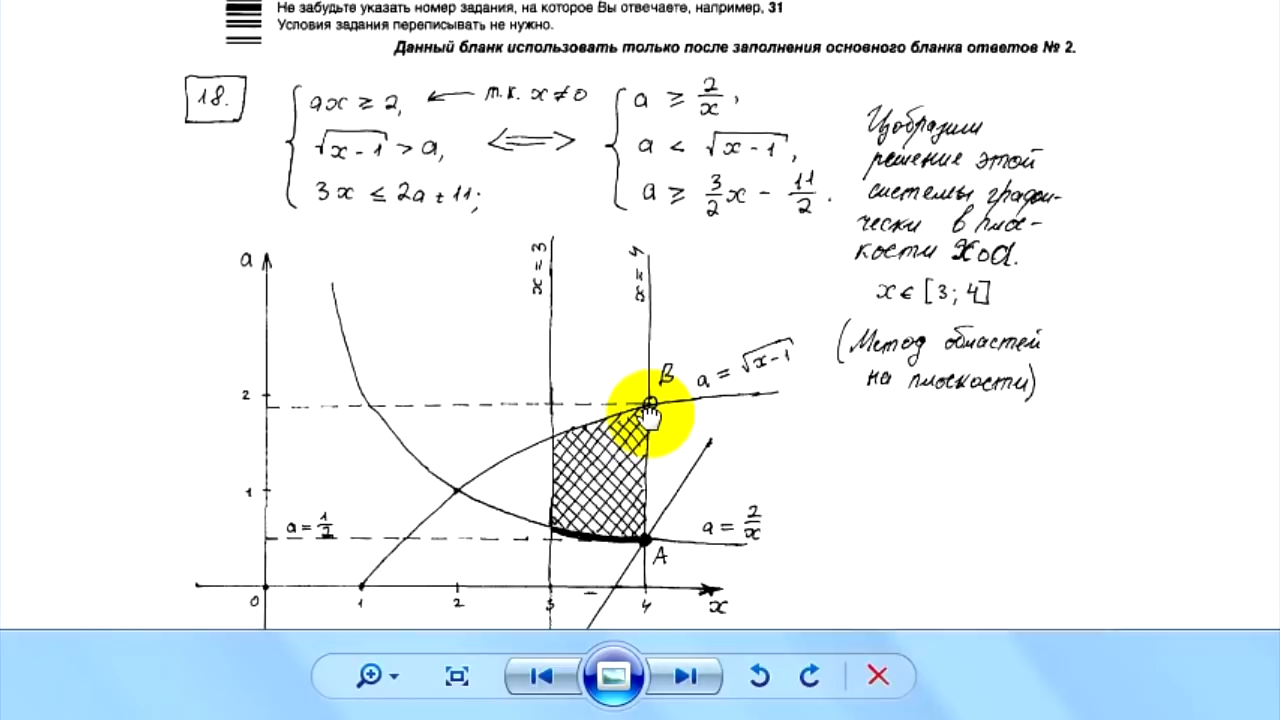 Не забудьте указать номер задания, на которое Вы отвечаете, например, 31
Условия задания переписывать не нужно.
Данный бланк использовать только после заполнения основного бланка ответов № 2.
18.
{ ax ≥ 2, ← т.к. x ≠ 0
√(x - 1) > a,
3x ≤ 2a + 11;
⟺
{ a ≥ 2/x,
a < √(x - 1),
a ≥ 3/2 x - 11/2.
Изобразим
решение этой
системы графи-
чески в плос-
кости xOa.
x ∈ [3; 4]
(Метод областей
на плоскости)
a
x = 3
x = 4
B
a = √(x-1)
2
1
a = 1/2
a = 2/x
A
0
1
2
3
4
x